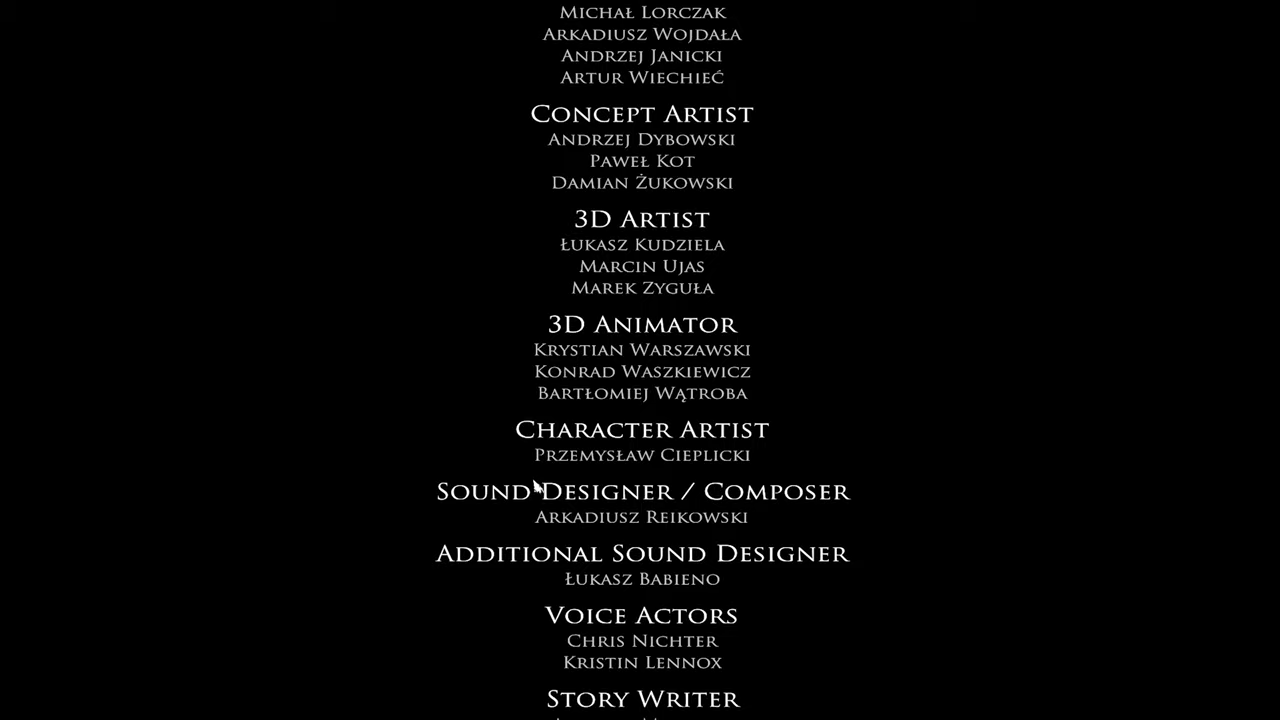 Michał Lorczak
Arkadiusz Wojdała
Andrzej Janicki
Artur Wiechieć
Concept Artist
Andrzej Dybowski
Paweł Kot
Damian Żukowski
3D Artist
Łukasz Kudziela
Marcin Ujas
Marek Zyguła
3D Animator
Krystian Warszawski
Konrad Waszkiewicz
Bartłomiej Wątroba
Character Artist
Przemysław Cieplicki
Sound Designer / Composer
Arkadiusz Reikowski
Additional Sound Designer
Łukasz Babieno
Voice Actors
Chris Nichter
Kristin Lennox
Story Writer